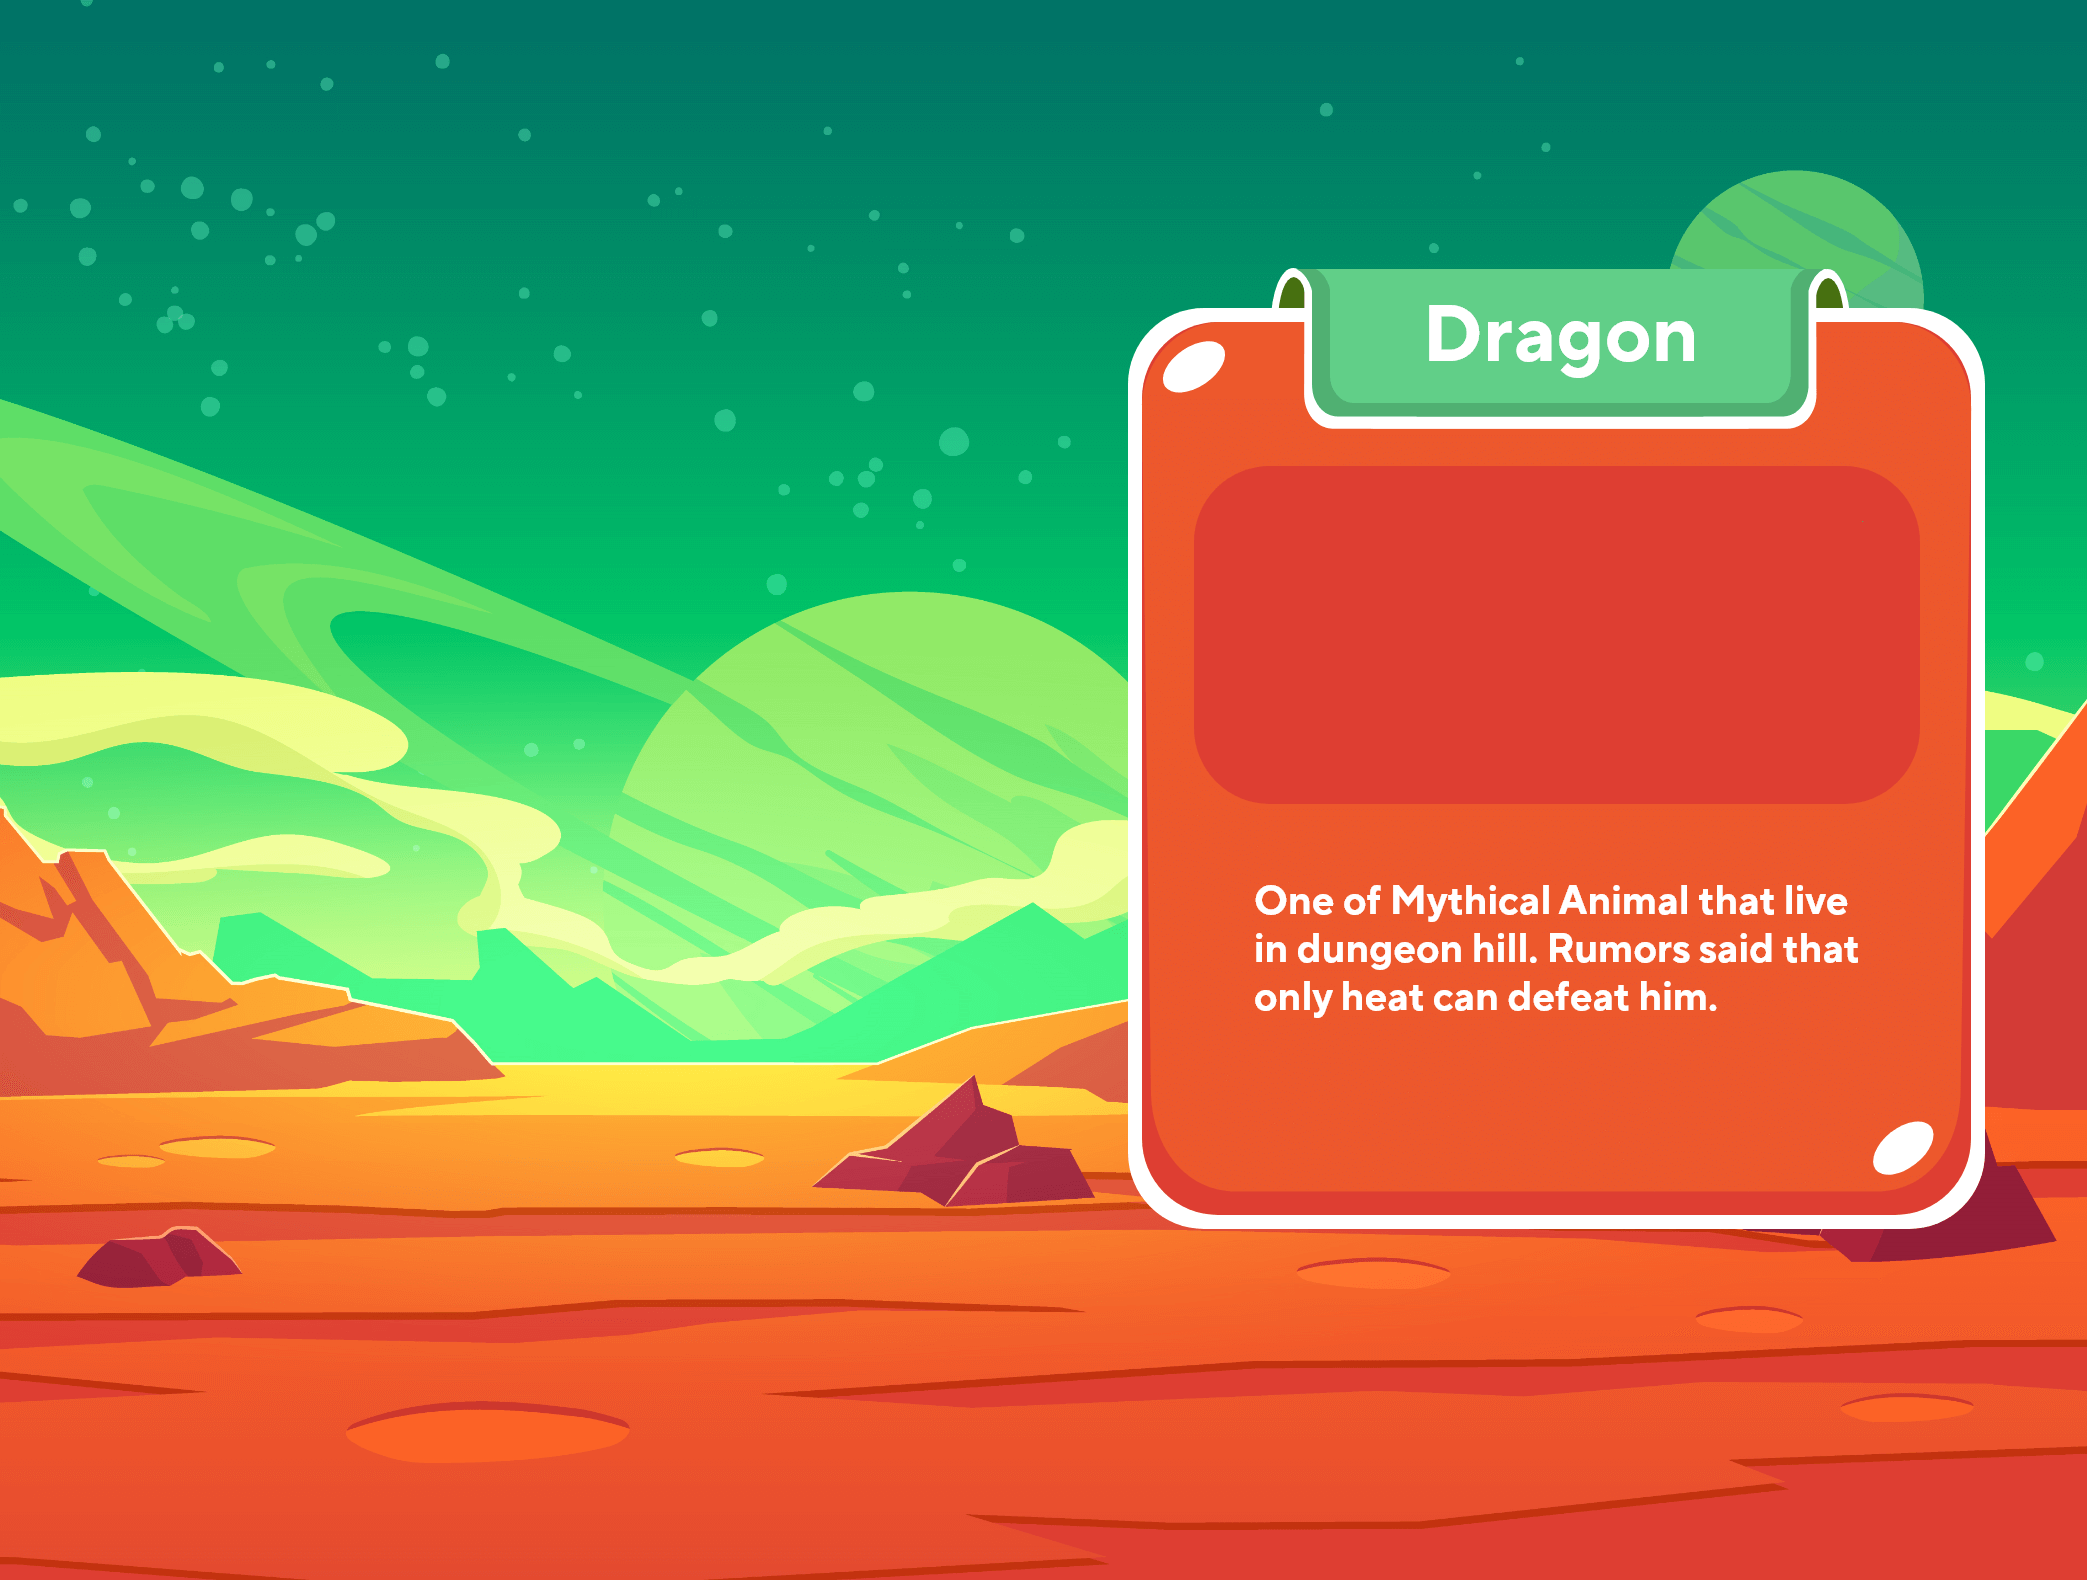 Dragon
One of Mythical Animal that live
in dungeon hill. Rumors said that
only heat can defeat him.